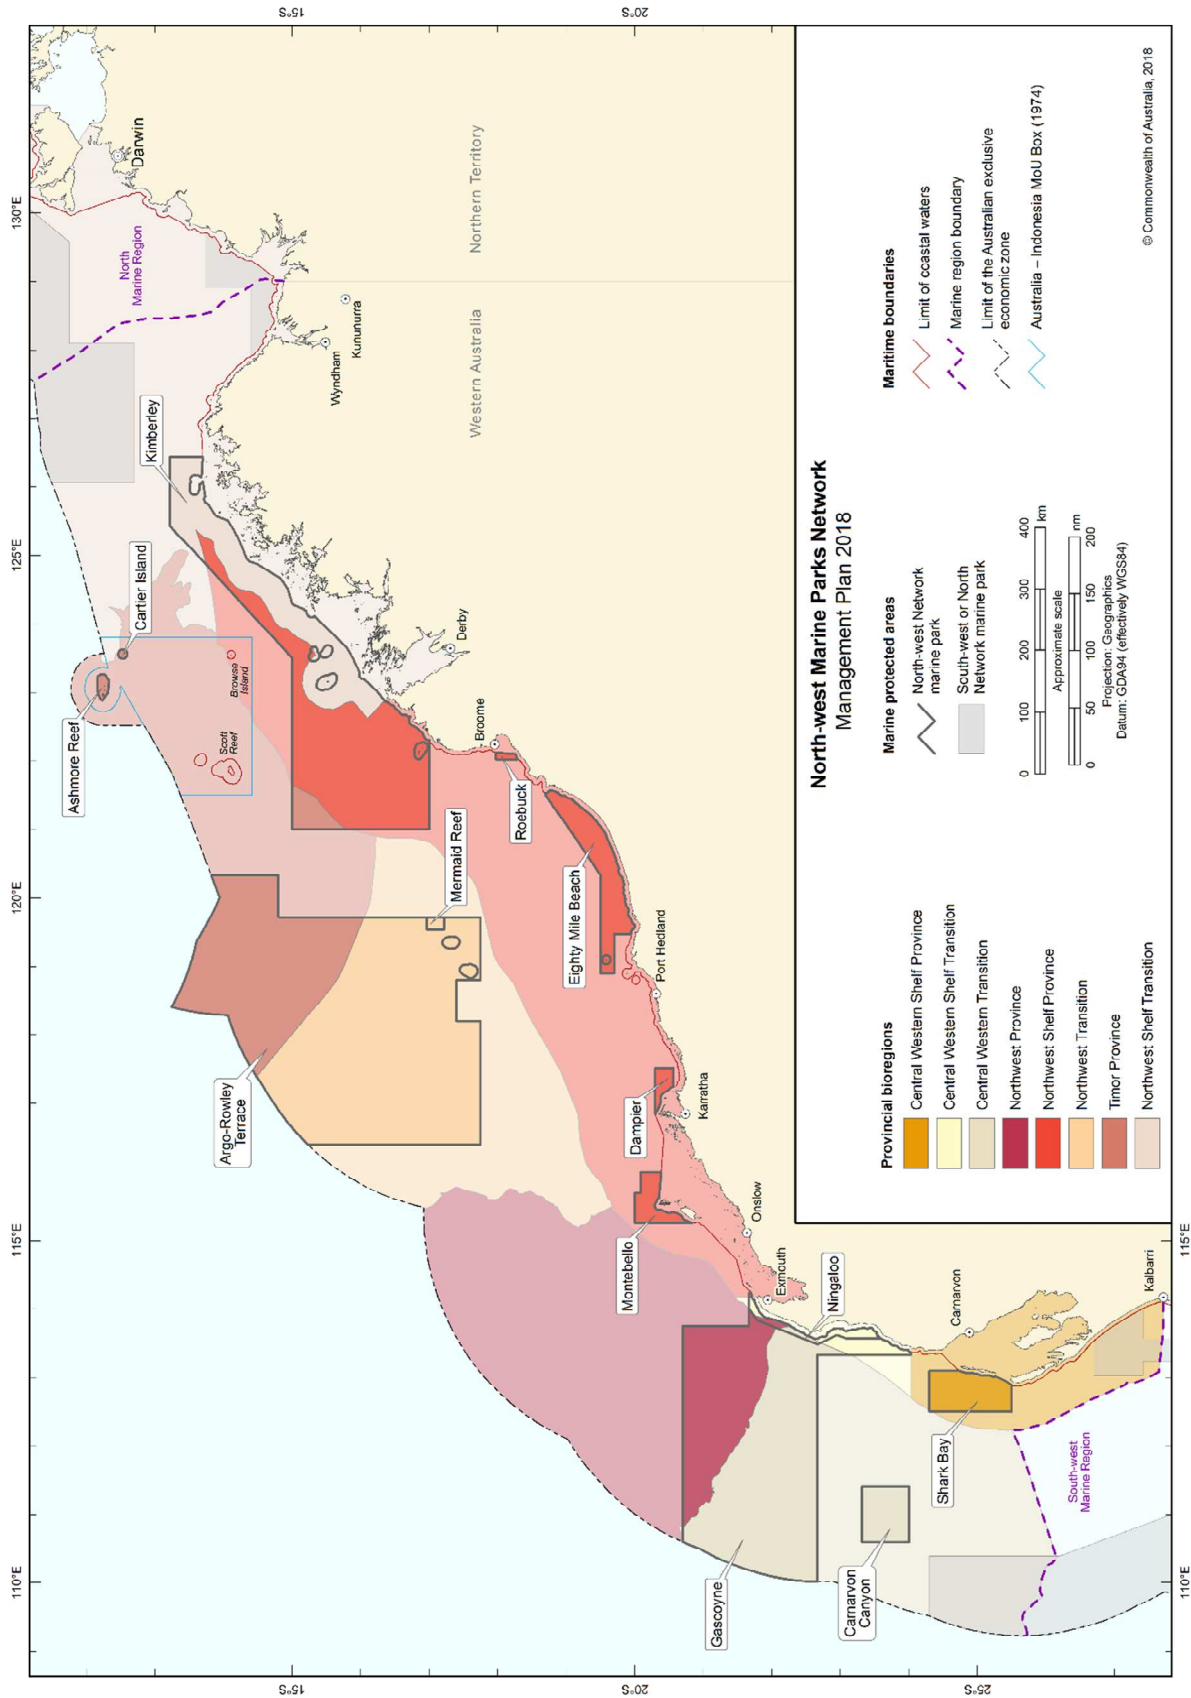 110°E
115°E
120°E
125°E
130°E
15°S
20°S
25°S
15°S
20°S
110°E
115°E
Ashmore Reef
Cartier Island
Kimberley
North
Marine Region
Darwin
Scott
Reef
Browse
Island
Argo-Rowley
Terrace
Mermaid Reef
Wyndham
Kununurra
Derby
Broome
Roebuck
Eighty Mile Beach
Port Hedland
Western Australia
Northern Territory
Dampier
Karratha
Montebello
Onslow
Exmouth
Ningaloo
Gascoyne
Carnarvon
Canyon
Shark Bay
Carnarvon
Kalbarri
South-west
Marine Region
North-west Marine Parks Network
Management Plan 2018
Provincial bioregions
Central Western Shelf Province
Central Western Shelf Transition
Central Western Transition
Northwest Province
Northwest Shelf Province
Northwest Transition
Timor Province
Northwest Shelf Transition
Marine protected areas
North-west Network
marine park
South-west or North
Network marine park
Maritime boundaries
Limit of coastal waters
Marine region boundary
Limit of the Australian exclusive
economic zone
Australia – Indonesia MoU Box (1974)
0 100 200 300 400
km
Approximate scale
nm
0 50 100 150 200
Projection: Geographics
Datum: GDA94 (effectively WGS84)
© Commonwealth of Australia, 2018